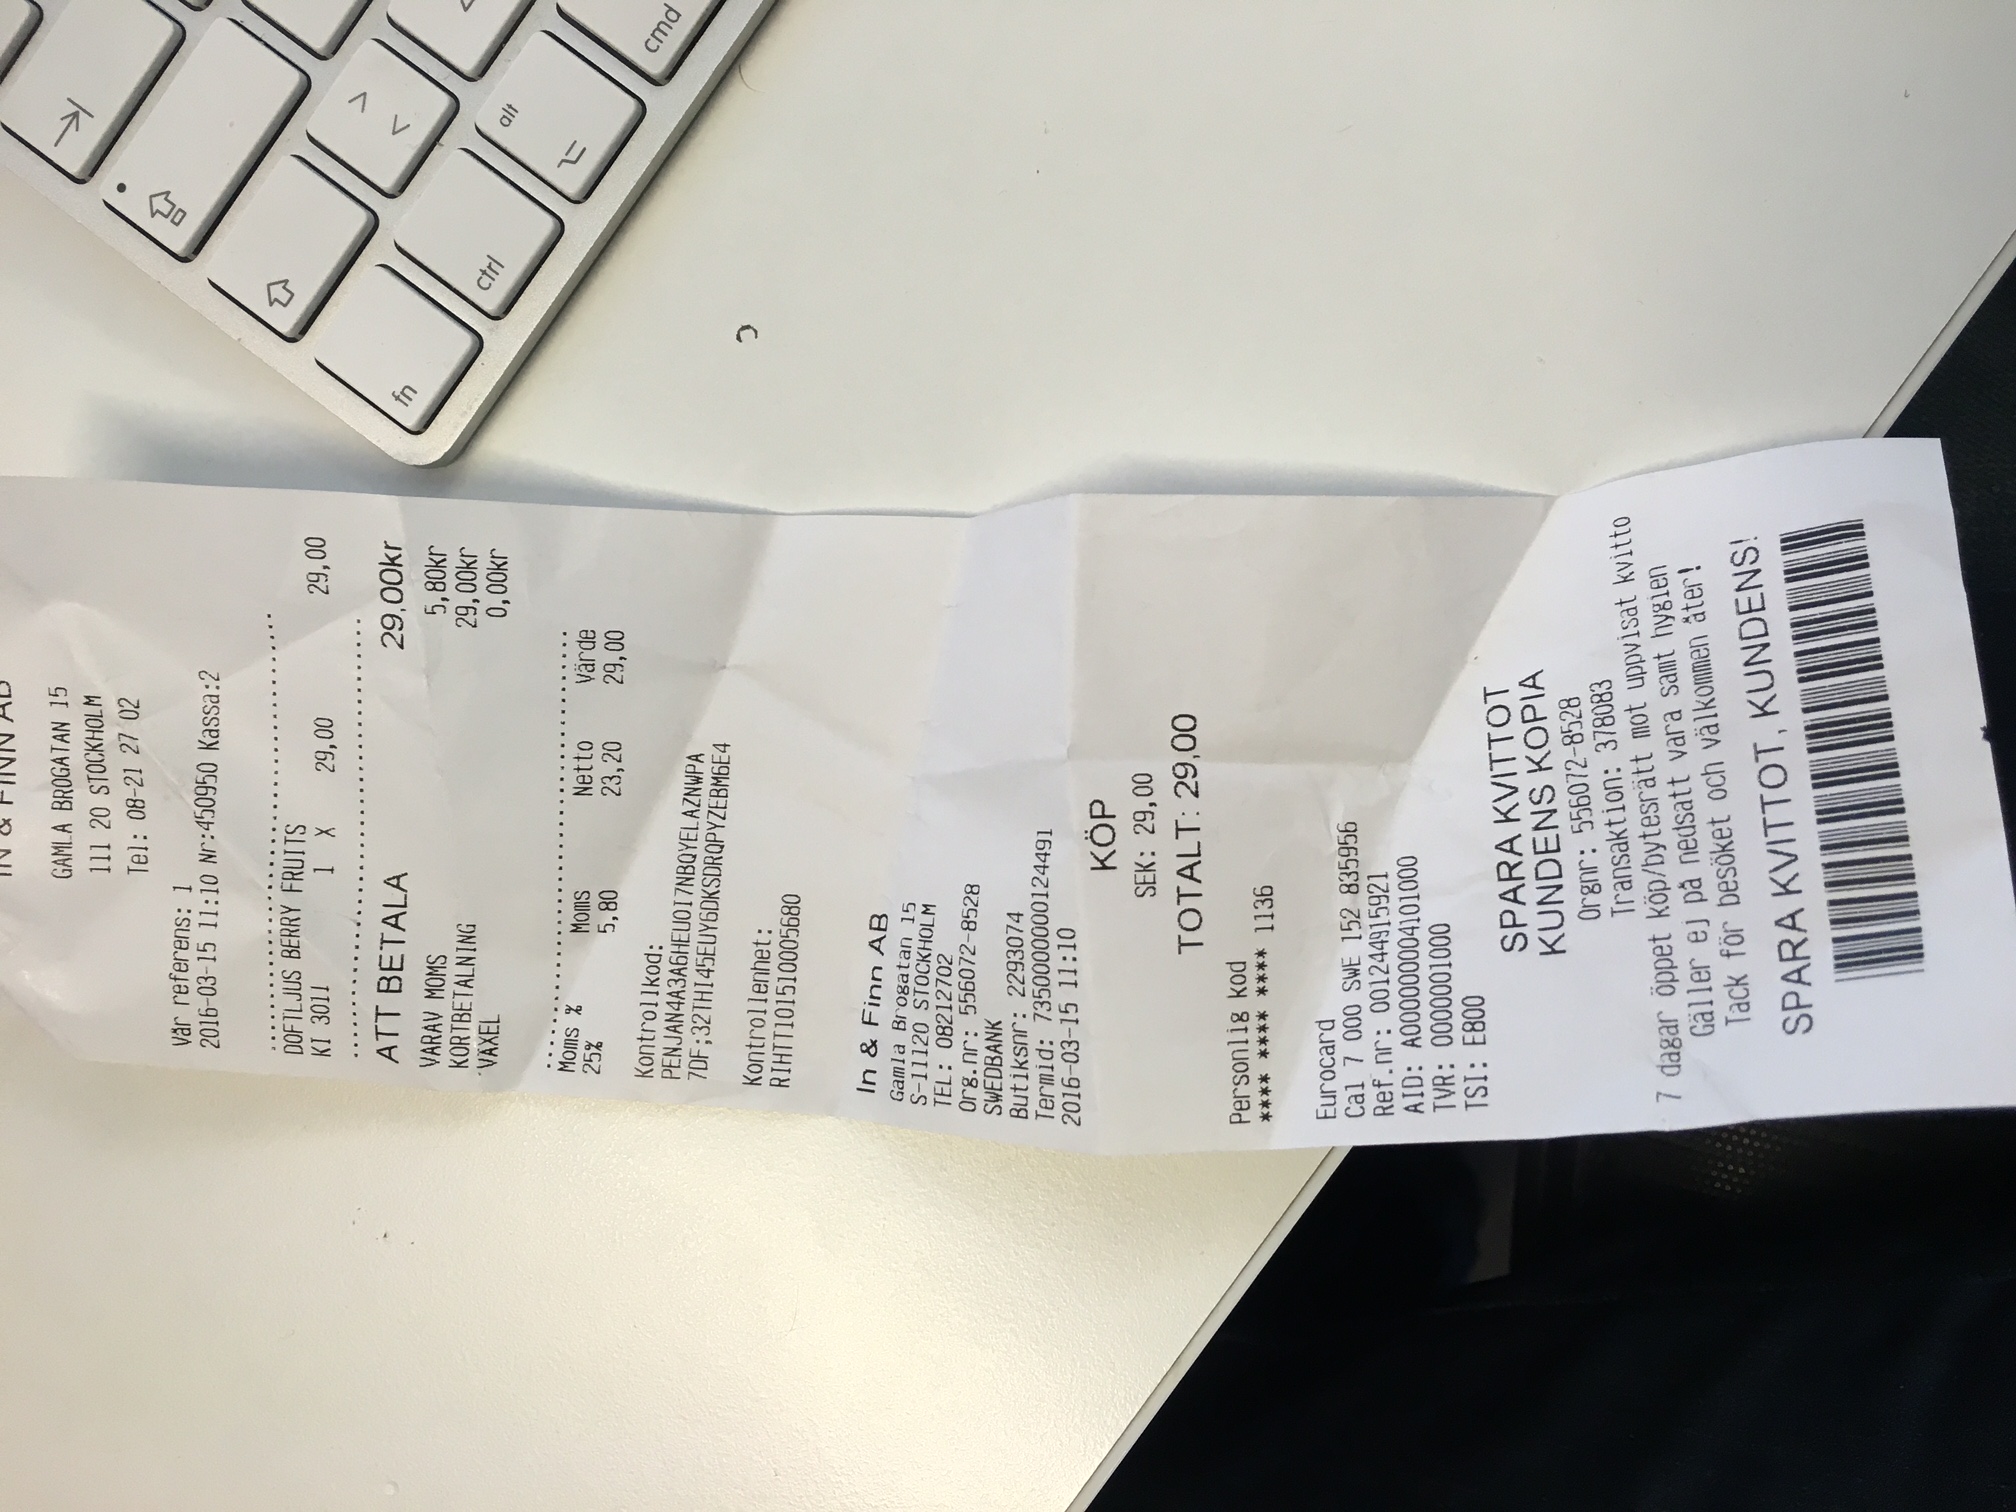 IN & FINN AB
GAMLA BROGATAN 15
111 20 STOCKHOLM
Tel: 08-21 27 02
Vår referens: 1
2016-03-15 11:10 Nr:450950 Kassa:2
DOFTLJUS BERRY FRUITS
KI 3011 1 X 29,00 29,00
ATT BETALA 29,00kr
VARAV MOMS 5,80kr
KORTBETALNING 29,00kr
VÄXEL 0,00kr
Moms % Moms Netto Värde
25% 5,80 23,20 29,00
Kontrollkod:
PENJAN4A3A6HEUOI7NBQYELAZNWPA
7DF;32THI45EUY6DKSDRQPYZEBM6E4
Kontrollenhet:
RIHTT101510005680
In & Finn AB
Gamla Brogatan 15
S-11120 STOCKHOLM
TEL: 08212702
Org.nr: 556072-8528
SWEDBANK
Butiksnr: 2293074
Termid: 7350000000124491
2016-03-15 11:10
KÖP
SEK: 29,00
TOTALT: 29,00
Personlig kod
**** **** **** 1136
Eurocard
Ca1 7 000 SWE 152 835956
Ref.nr: 001244915921
AID: A000000004101000
TVR: 0000001000
TSI: E800
SPARA KVITTOT
KUNDENS KOPIA
Orgnr: 556072-8528
Transaktion: 378083
7 dagar öppet köp/bytesrätt mot uppvisat kvitto
Gäller ej på nedsatt vara samt hygien
Tack för besöket och välkommen åter!
SPARA KVITTOT, KUNDENS!
fn
ctrl
alt
cmd
>
<